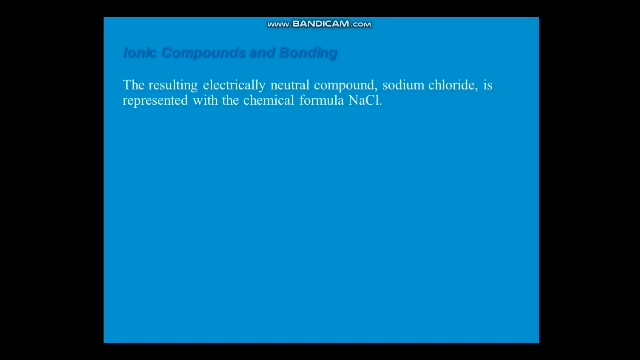 www.BANDICAM.com
Ionic Compounds and Bonding
The resulting electrically neutral compound, sodium chloride, is
represented with the chemical formula NaCl.